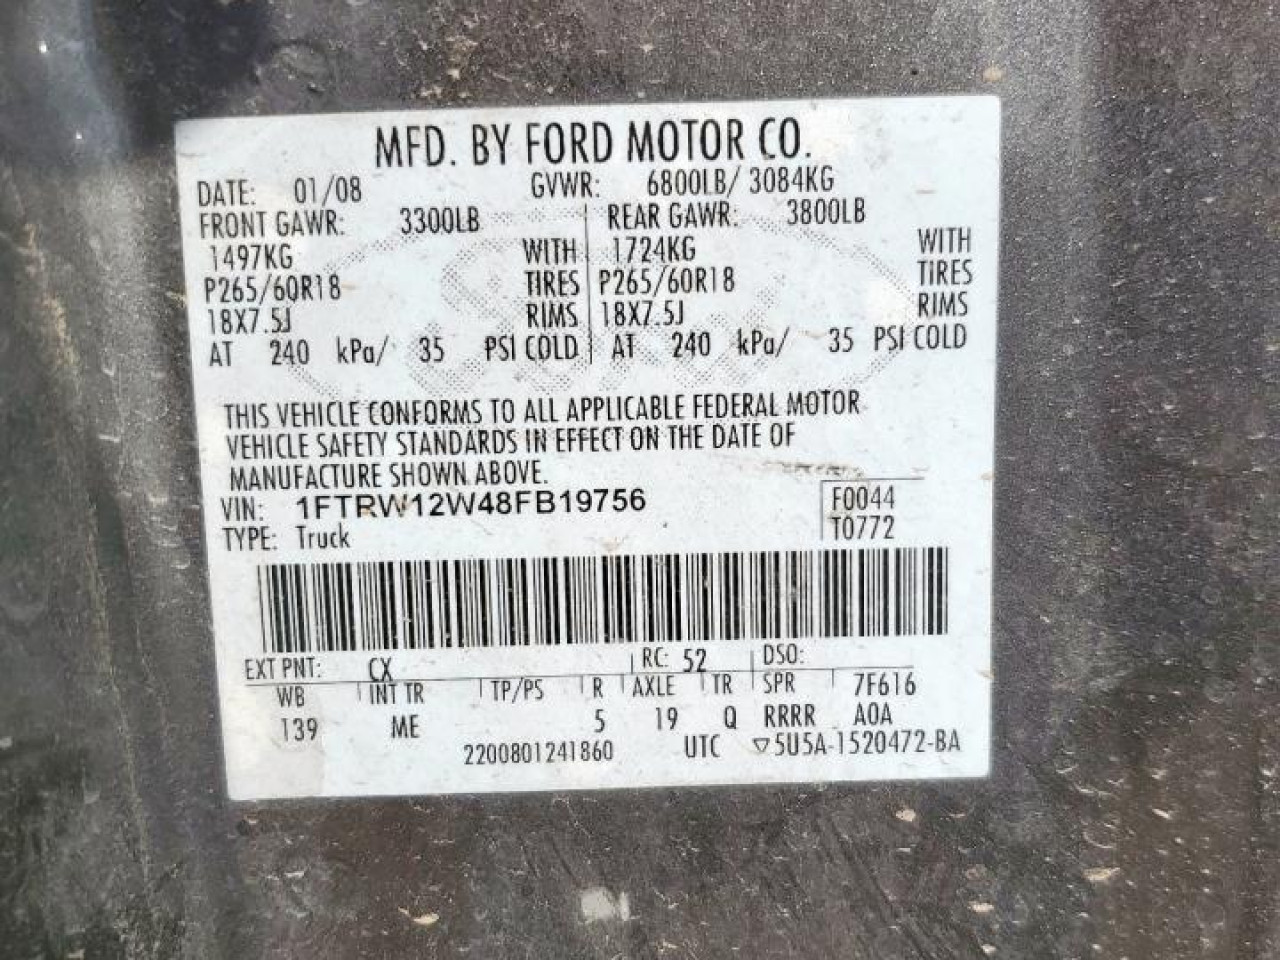 MFD. BY FORD MOTOR CO.
DATE: 01/08 GVWR: 6800LB/ 3084KG
FRONT GAWR: 3300LB REAR GAWR: 3800LB
1497KG WITH 1724KG WITH
P265/60R18 TIRES P265/60R18 TIRES
18X7.5J RIMS 18X7.5J RIMS
AT 240 kPa/ 35 PSI COLD AT 240 kPa/ 35 PSI COLD
THIS VEHICLE CONFORMS TO ALL APPLICABLE FEDERAL MOTOR
VEHICLE SAFETY STANDARDS IN EFFECT ON THE DATE OF
MANUFACTURE SHOWN ABOVE.
VIN: 1FTRW12W48FB19756 F0044
TYPE: Truck T0772
EXT PNT: CX RC: 52 DSO:
WB INT TR TP/PS R AXLE TR SPR 7F616
139 ME 5 19 Q RRRR A0A
2200801241860 UTC ▽5U5A-1520472-BA